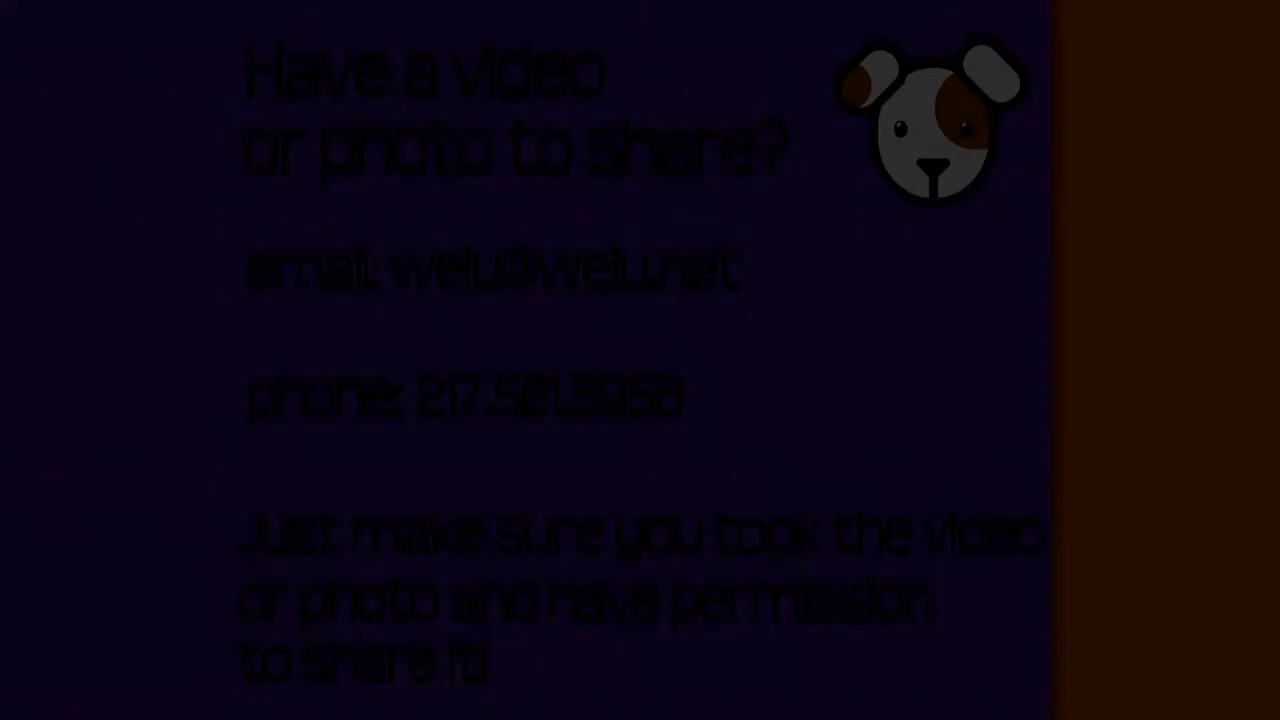 Have a video
or photo to share?
email: weiu@weiu.net
phone: 217.581.5956
Just make sure you took the video
or photo and have permission
to share it!